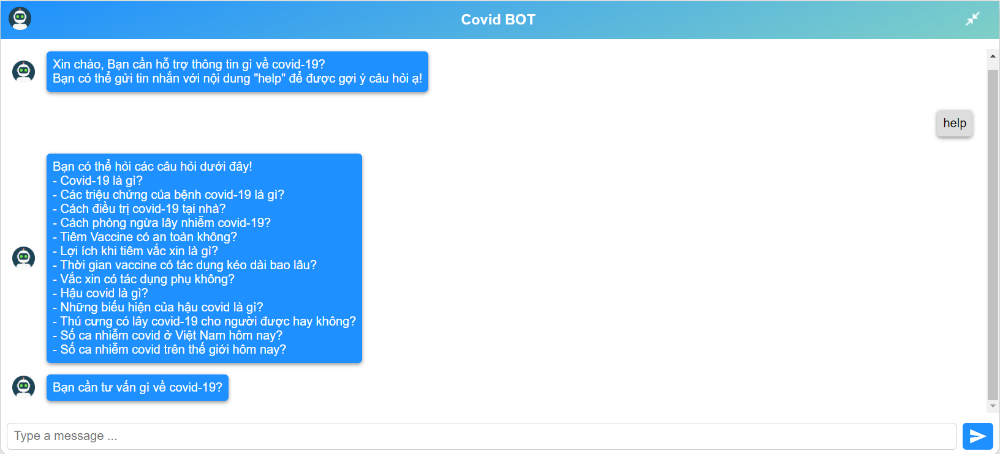 Covid BOT
Xin chào, Bạn cần hỗ trợ thông tin gì về covid-19?
Bạn có thể gửi tin nhắn với nội dung "help" để được gợi ý câu hỏi ạ!
help
Bạn có thể hỏi các câu hỏi dưới đây!
- Covid-19 là gì?
- Các triệu chứng của bệnh covid-19 là gì?
- Cách điều trị covid-19 tại nhà?
- Cách phòng ngừa lây nhiễm covid-19?
- Tiêm Vaccine có an toàn không?
- Lợi ích khi tiêm vắc xin là gì?
- Thời gian vaccine có tác dụng kéo dài bao lâu?
- Vắc xin có tác dụng phụ không?
- Hậu covid là gì?
- Những biểu hiện của hậu covid là gì?
- Thú cưng có lây covid-19 cho người được hay không?
- Số ca nhiễm covid ở Việt Nam hôm nay?
- Số ca nhiễm covid trên thế giới hôm nay?
Bạn cần tư vấn gì về covid-19?
Type a message ...